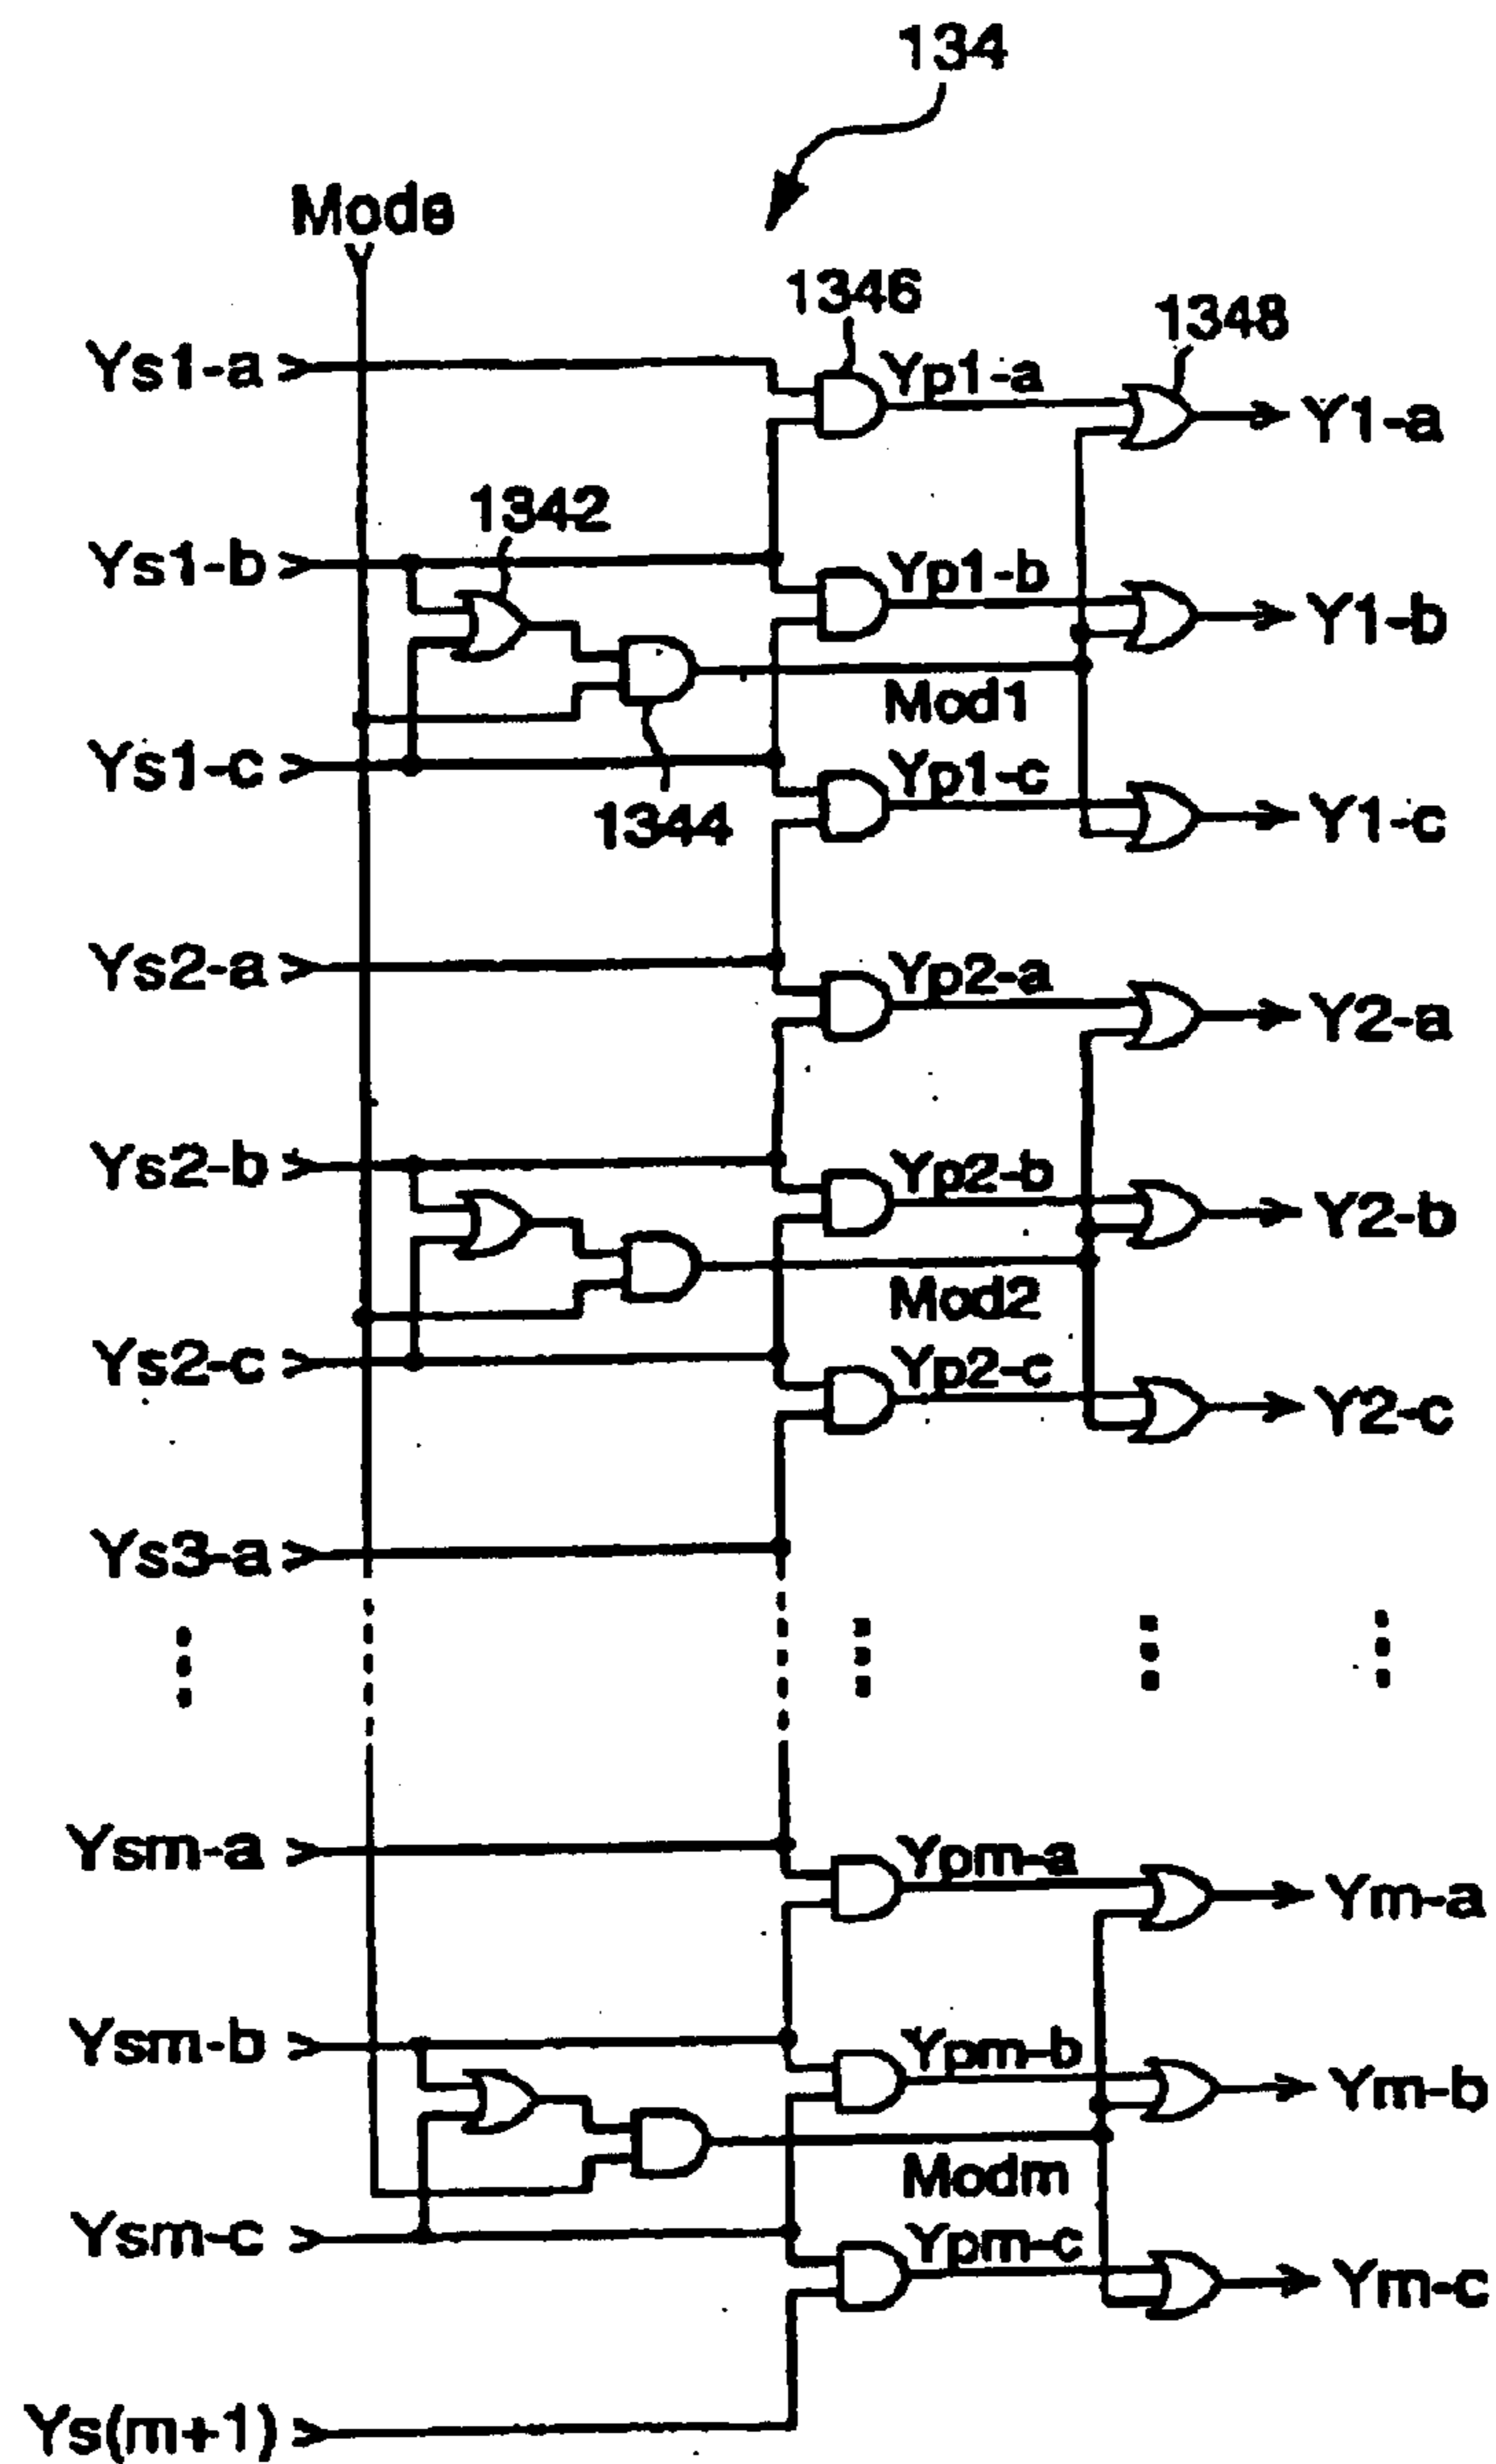 134
Mode
1346
1348
Ys1-a
Yp1-a
Y1-a
1342
Ys1-b
Yp1-b
Y1-b
Mod1
Ys1-c
Yp1-c
Y1-c
1344
Ys2-a
Yp2-a
Y2-a
Ys2-b
Yp2-b
Y2-b
Mod2
Ys2-c
Yp2-c
Y2-c
Ys3-a
Ysm-a
Ypm-a
Ym-a
Ysm-b
Ypm-b
Ym-b
Modm
Ysm-c
Ypm-c
Ym-c
Ys(m+1)